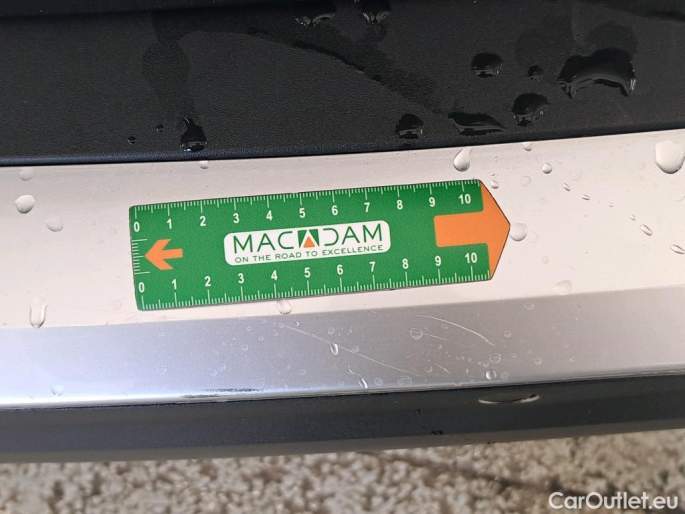 0 1 2 3 4 5 6 7 8 9 10
MACADAM
ON THE ROAD TO EXCELLENCE
0 1 2 3 4 5 6 7 8 9 10
CarOutlet.eu